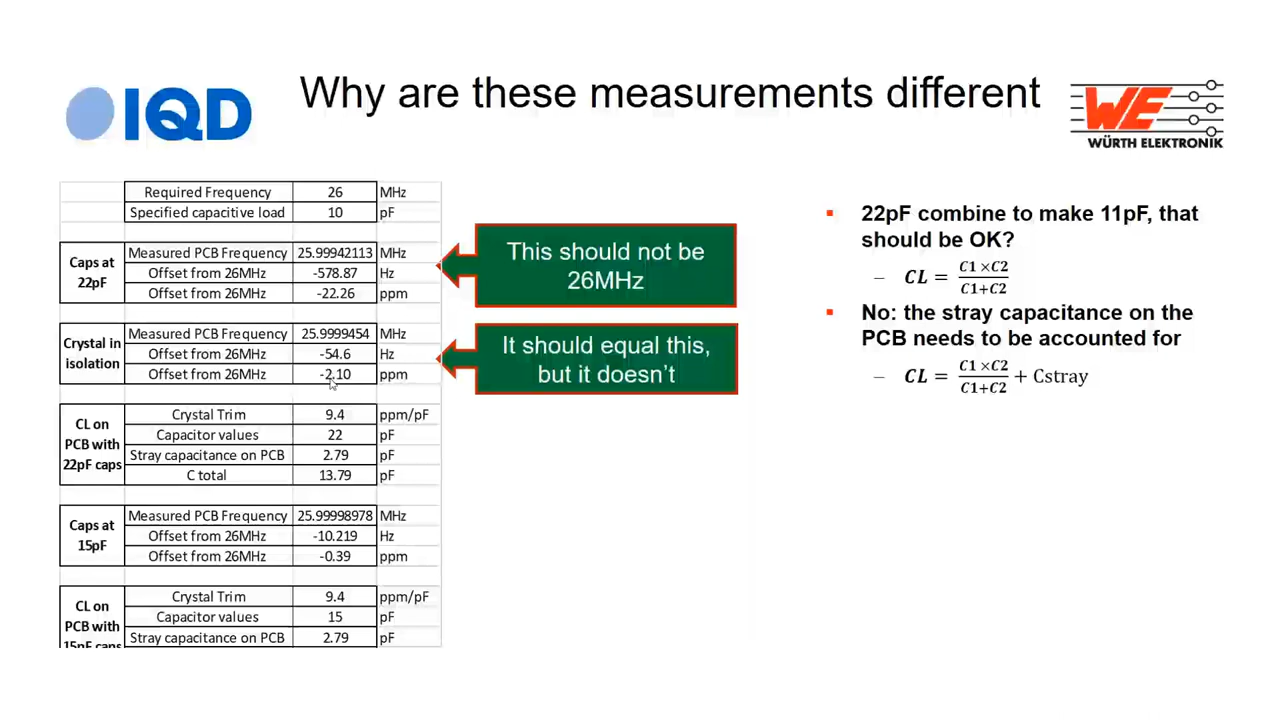 IQD
Why are these measurements different
WE
WÜRTH ELEKTRONIK
Required Frequency 26 MHz
Specified capacitive load 10 pF
Caps at 22pF
Measured PCB Frequency 25.99942113 MHz
Offset from 26MHz -578.87 Hz
Offset from 26MHz -22.26 ppm
Crystal in isolation
Measured PCB Frequency 25.9999454 MHz
Offset from 26MHz -54.6 Hz
Offset from 26MHz -2.10 ppm
CL on PCB with 22pF caps
Crystal Trim 9.4 ppm/pF
Capacitor values 22 pF
Stray capacitance on PCB 2.79 pF
C total 13.79 pF
Caps at 15pF
Measured PCB Frequency 25.99998978 MHz
Offset from 26MHz -10.219 Hz
Offset from 26MHz -0.39 ppm
CL on PCB with 15pF caps
Crystal Trim 9.4 ppm/pF
Capacitor values 15 pF
Stray capacitance on PCB 2.79 pF
This should not be
26MHz
It should equal this,
but it doesn't
▪ 22pF combine to make 11pF, that
should be OK?
– CL = C1×C2 / C1+C2
▪ No: the stray capacitance on the
PCB needs to be accounted for
– CL = C1×C2 / C1+C2 + Cstray